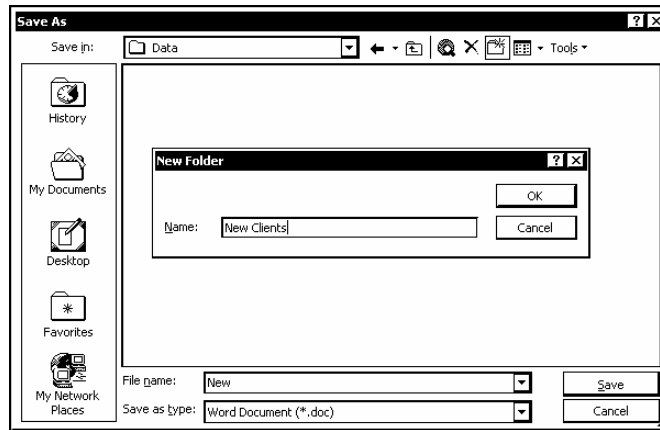 Save As
Save in: Data Tools
History
My Documents
Desktop
Favorites
My Network
Places
New Folder
OK
Name: New Clients
Cancel
File name: New Save
Save as type: Word Document (*.doc) Cancel